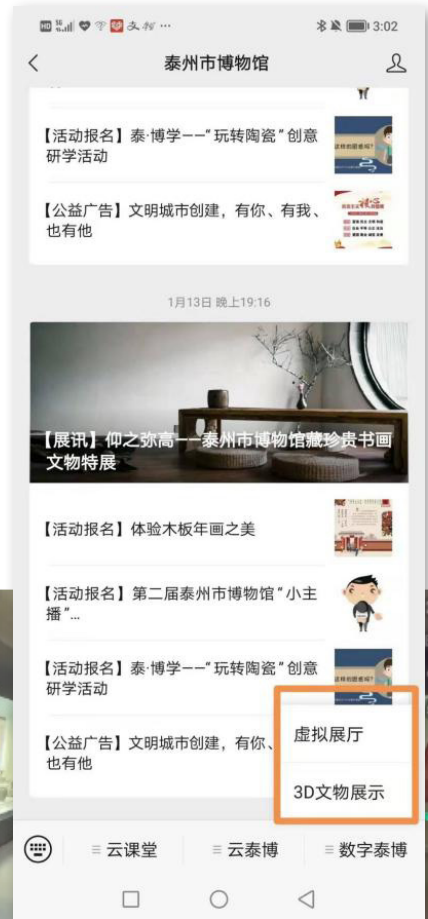 3:02
泰州市博物馆
【活动报名】泰·博学——“玩转陶瓷”创意
研学活动
【公益广告】文明城市创建，有你、有我、
也有他
1月13日 晚上19:16
【展讯】仰之弥高——泰州市博物馆藏珍贵书画
文物特展
【活动报名】体验木板年画之美
【活动报名】第二届泰州市博物馆“小主
播“...
【活动报名】泰·博学——“玩转陶瓷”创意
研学活动
【公益广告】文明城市创建，有你、
也有他
虚拟展厅
3D文物展示
云课堂
云泰博
数字泰博